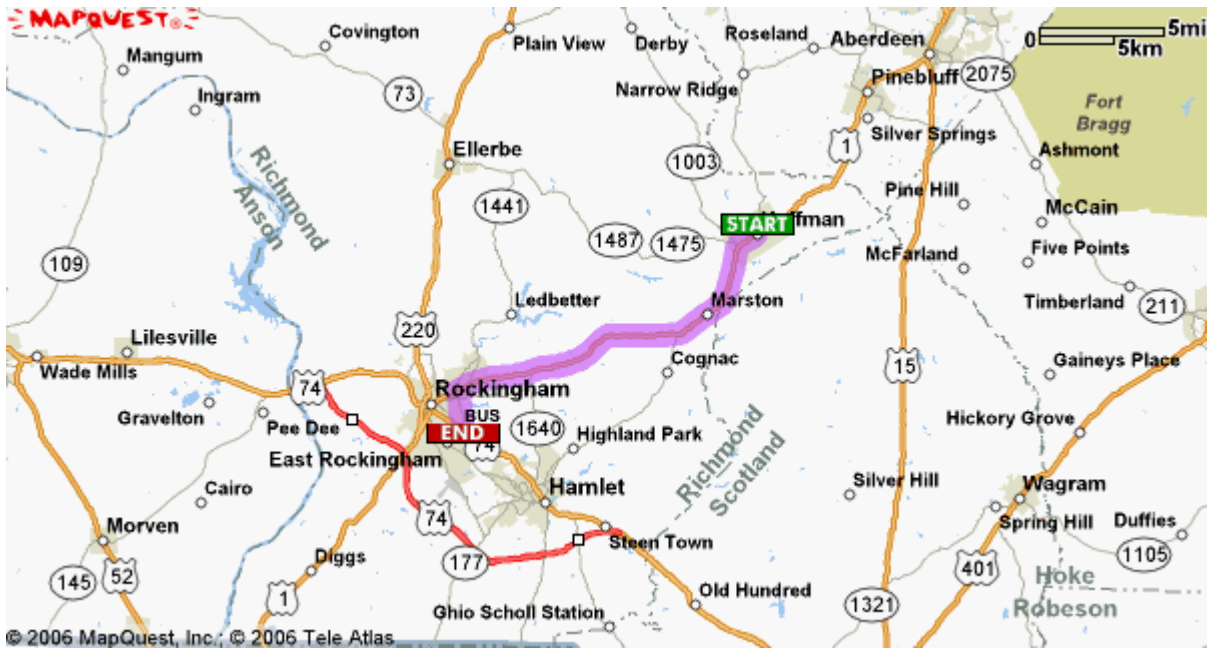 MAPQUEST®
Covington
Plain View
Derby
Roseland
Aberdeen
0
5mi
5km
Mangum
Ingram
73
Narrow Ridge
Pinebluff
2075
Fort
Bragg
Silver Springs
1
Ellerbe
Richmond
Anson
1003
Ashmont
1441
Pine Hill
McCain
START
1487
1475
109
McFarland
Five Points
Ledbetter
Marston
Timberland
211
220
Lilesville
Wade Mills
Cognac
15
Gaineys Place
74
Rockingham
Gravelton
BUS
Pee Dee
END
74
1640
Highland Park
Hickory Grove
East Rockingham
Richmond
Scotland
Cairo
Hamlet
Silver Hill
Wagram
Morven
74
Steen Town
Spring Hill
Duffies
Diggs
177
1105
145
52
1
Old Hundred
401
Hoke
Robeson
Ghio Scholl Station
1321
© 2006 MapQuest, Inc.; © 2006 Tele Atlas